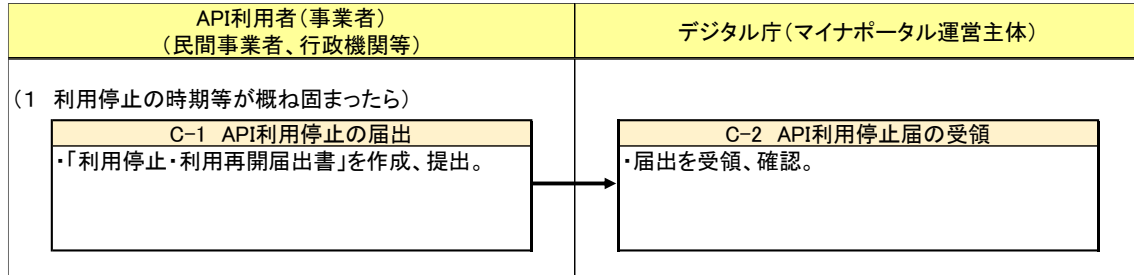 API利用者(事業者)
(民間事業者、行政機関等)
デジタル庁(マイナポータル運営主体)
(1 利用停止の時期等が概ね固まったら)
C-1 API利用停止の届出
・「利用停止・利用再開届出書」を作成、提出。
C-2 API利用停止届の受領
・届出を受領、確認。